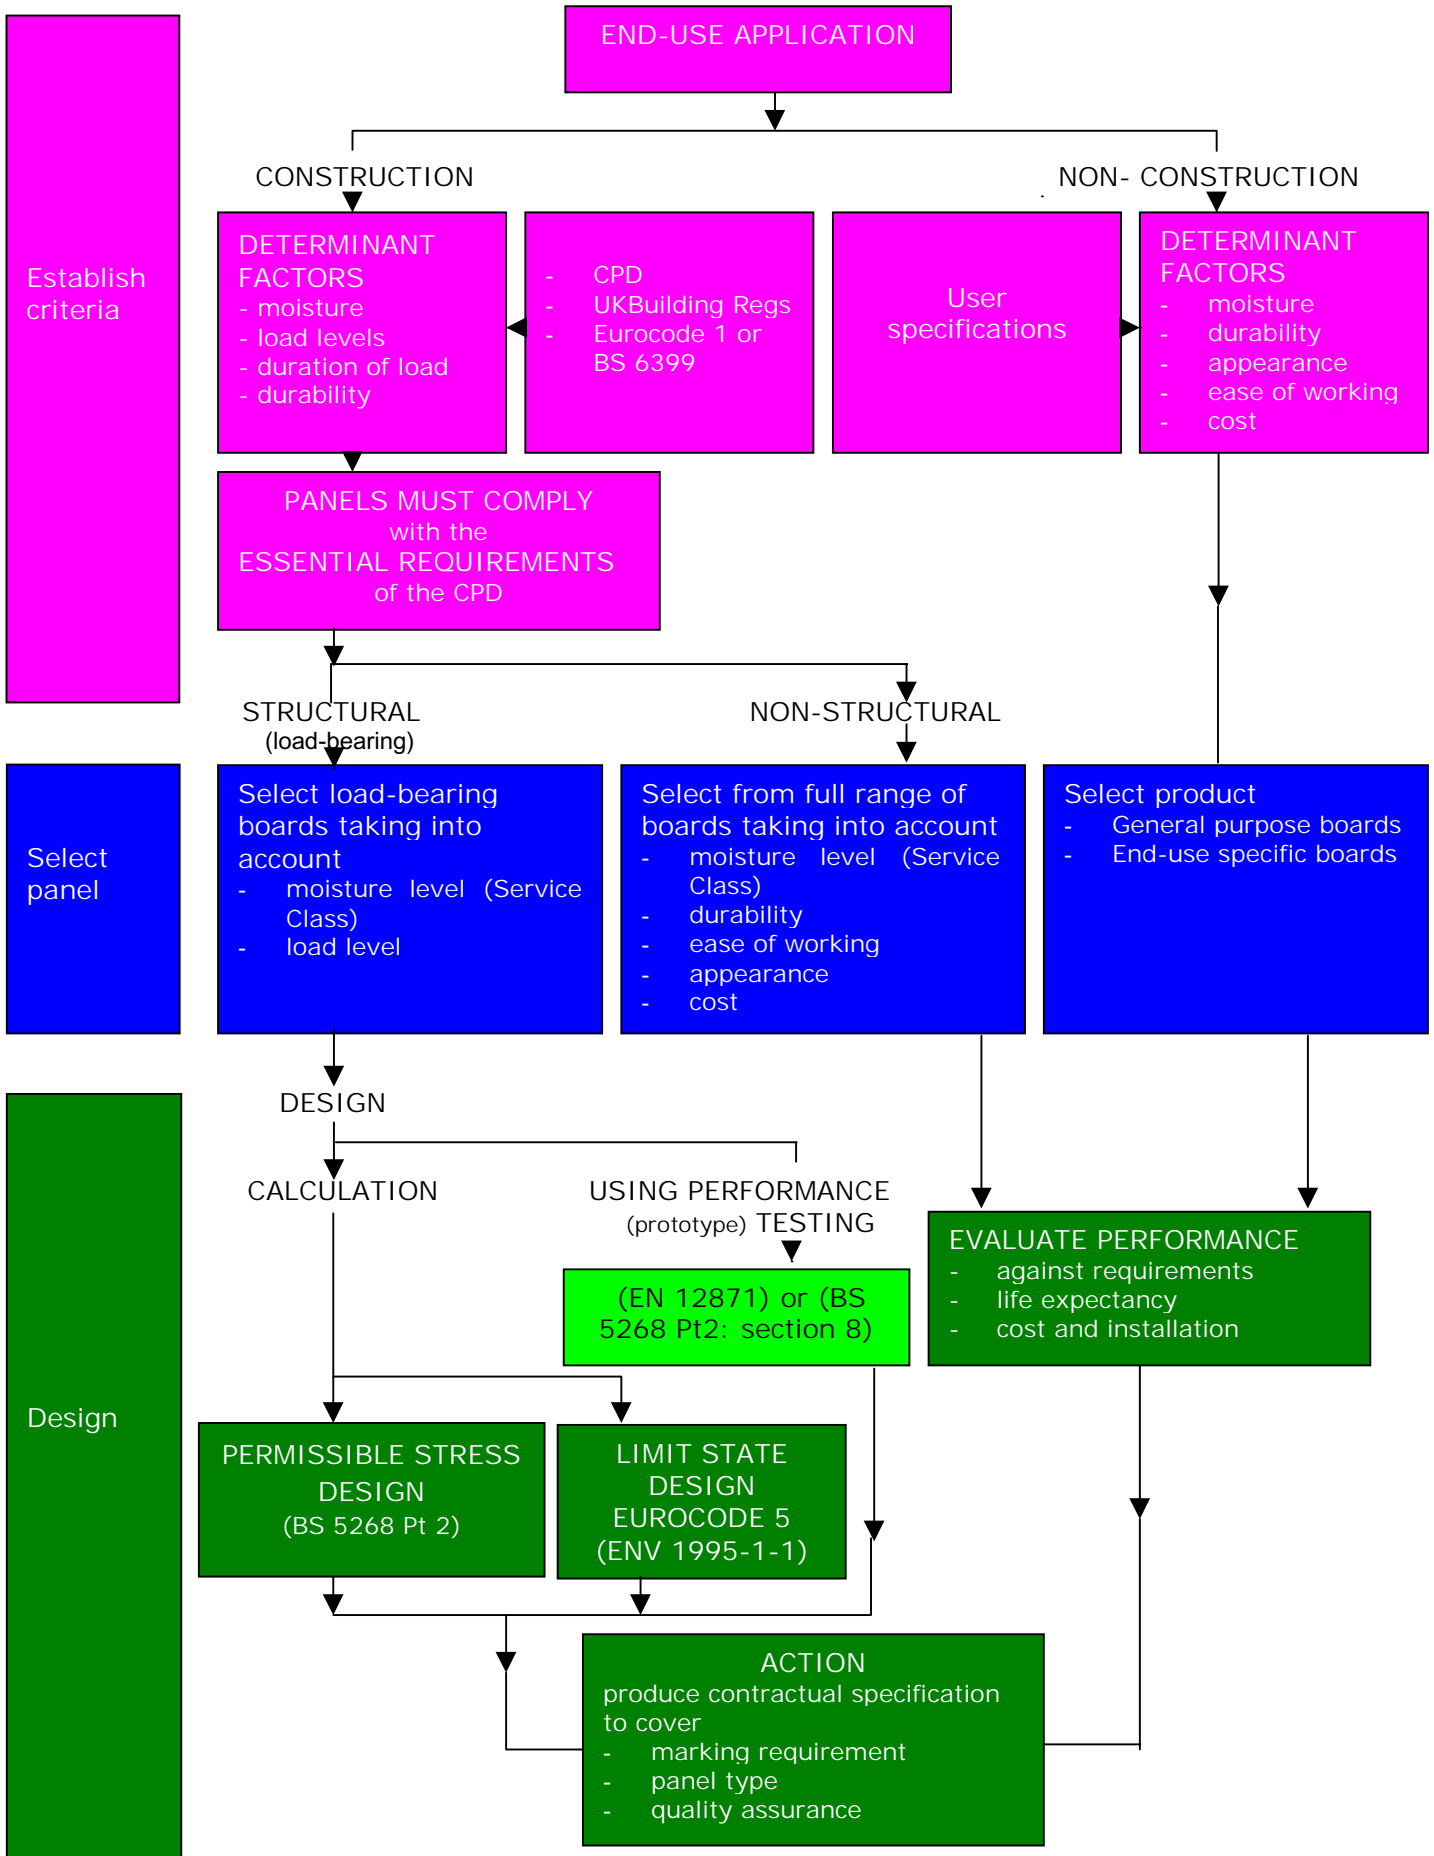 END-USE APPLICATION
CONSTRUCTION
NON- CONSTRUCTION
Establish
criteria
DETERMINANT
FACTORS
- moisture
- load levels
- duration of load
- durability
- CPD
- UKBuilding Regs
- Eurocode 1 or
BS 6399
User
specifications
DETERMINANT
FACTORS
- moisture
- durability
- appearance
- ease of working
- cost
PANELS MUST COMPLY
with the
ESSENTIAL REQUIREMENTS
of the CPD
STRUCTURAL
(load-bearing)
NON-STRUCTURAL
Select
panel
Select load-bearing
boards taking into
account
- moisture level (Service
Class)
- load level
Select from full range of
boards taking into account
- moisture level (Service
Class)
- durability
- ease of working
- appearance
- cost
Select product
- General purpose boards
- End-use specific boards
Design
DESIGN
CALCULATION
USING PERFORMANCE
(prototype) TESTING
(EN 12871) or (BS
5268 Pt2: section 8)
EVALUATE PERFORMANCE
- against requirements
- life expectancy
- cost and installation
PERMISSIBLE STRESS
DESIGN
(BS 5268 Pt 2)
LIMIT STATE
DESIGN
EUROCODE 5
(ENV 1995-1-1)
ACTION
produce contractual specification
to cover
- marking requirement
- panel type
- quality assurance